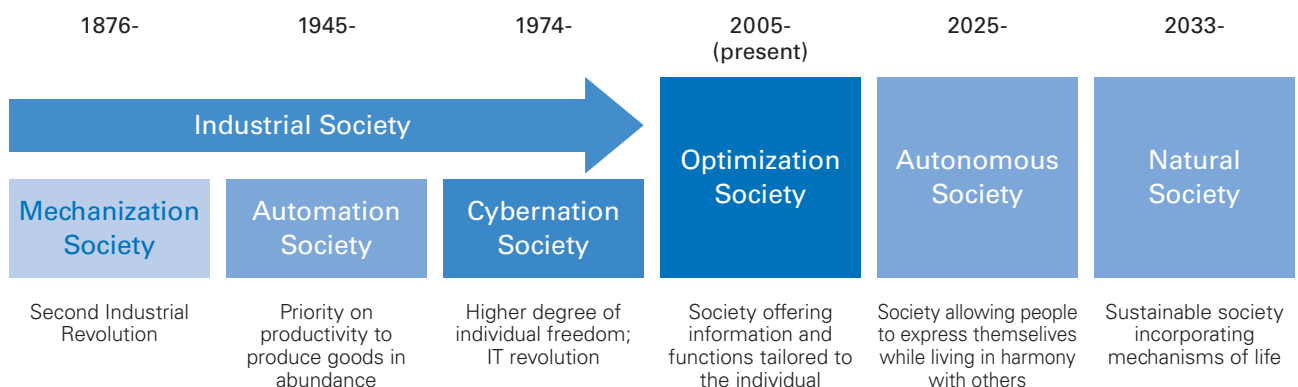 1876-
1945-
1974-
2005-
(present)
2025-
2033-
Industrial Society
Mechanization
Society
Automation
Society
Cybernation
Society
Optimization
Society
Autonomous
Society
Natural
Society
Second Industrial
Revolution
Priority on
productivity to
produce goods in
abundance
Higher degree of
individual freedom;
IT revolution
Society offering
information and
functions tailored to
the individual
Society allowing people
to express themselves
while living in harmony
with others
Sustainable society
incorporating
mechanisms of life